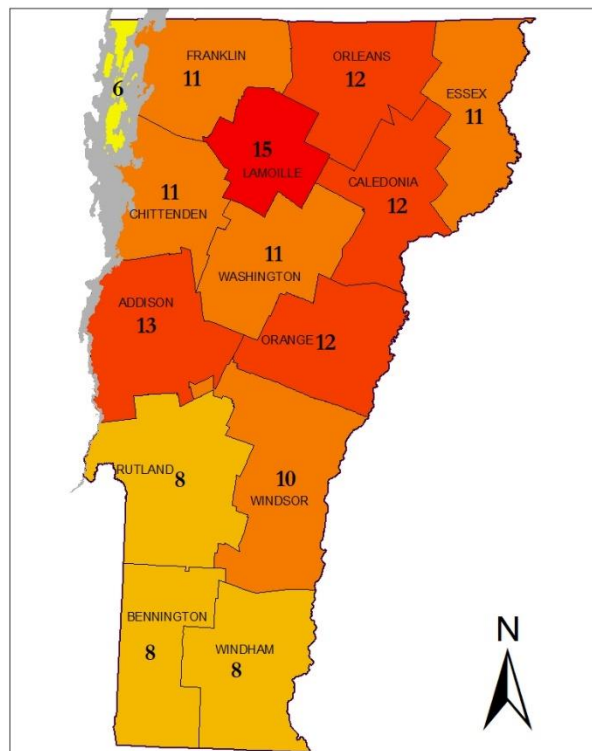 FRANKLIN
11
ORLEANS
12
ESSEX
11
6
15
LAMOILLE
CALEDONIA
12
11
CHITTENDEN
11
WASHINGTON
ADDISON
13
ORANGE 12
RUTLAND 8
10
WINDSOR
BENNINGTON
8
WINDHAM
8
N